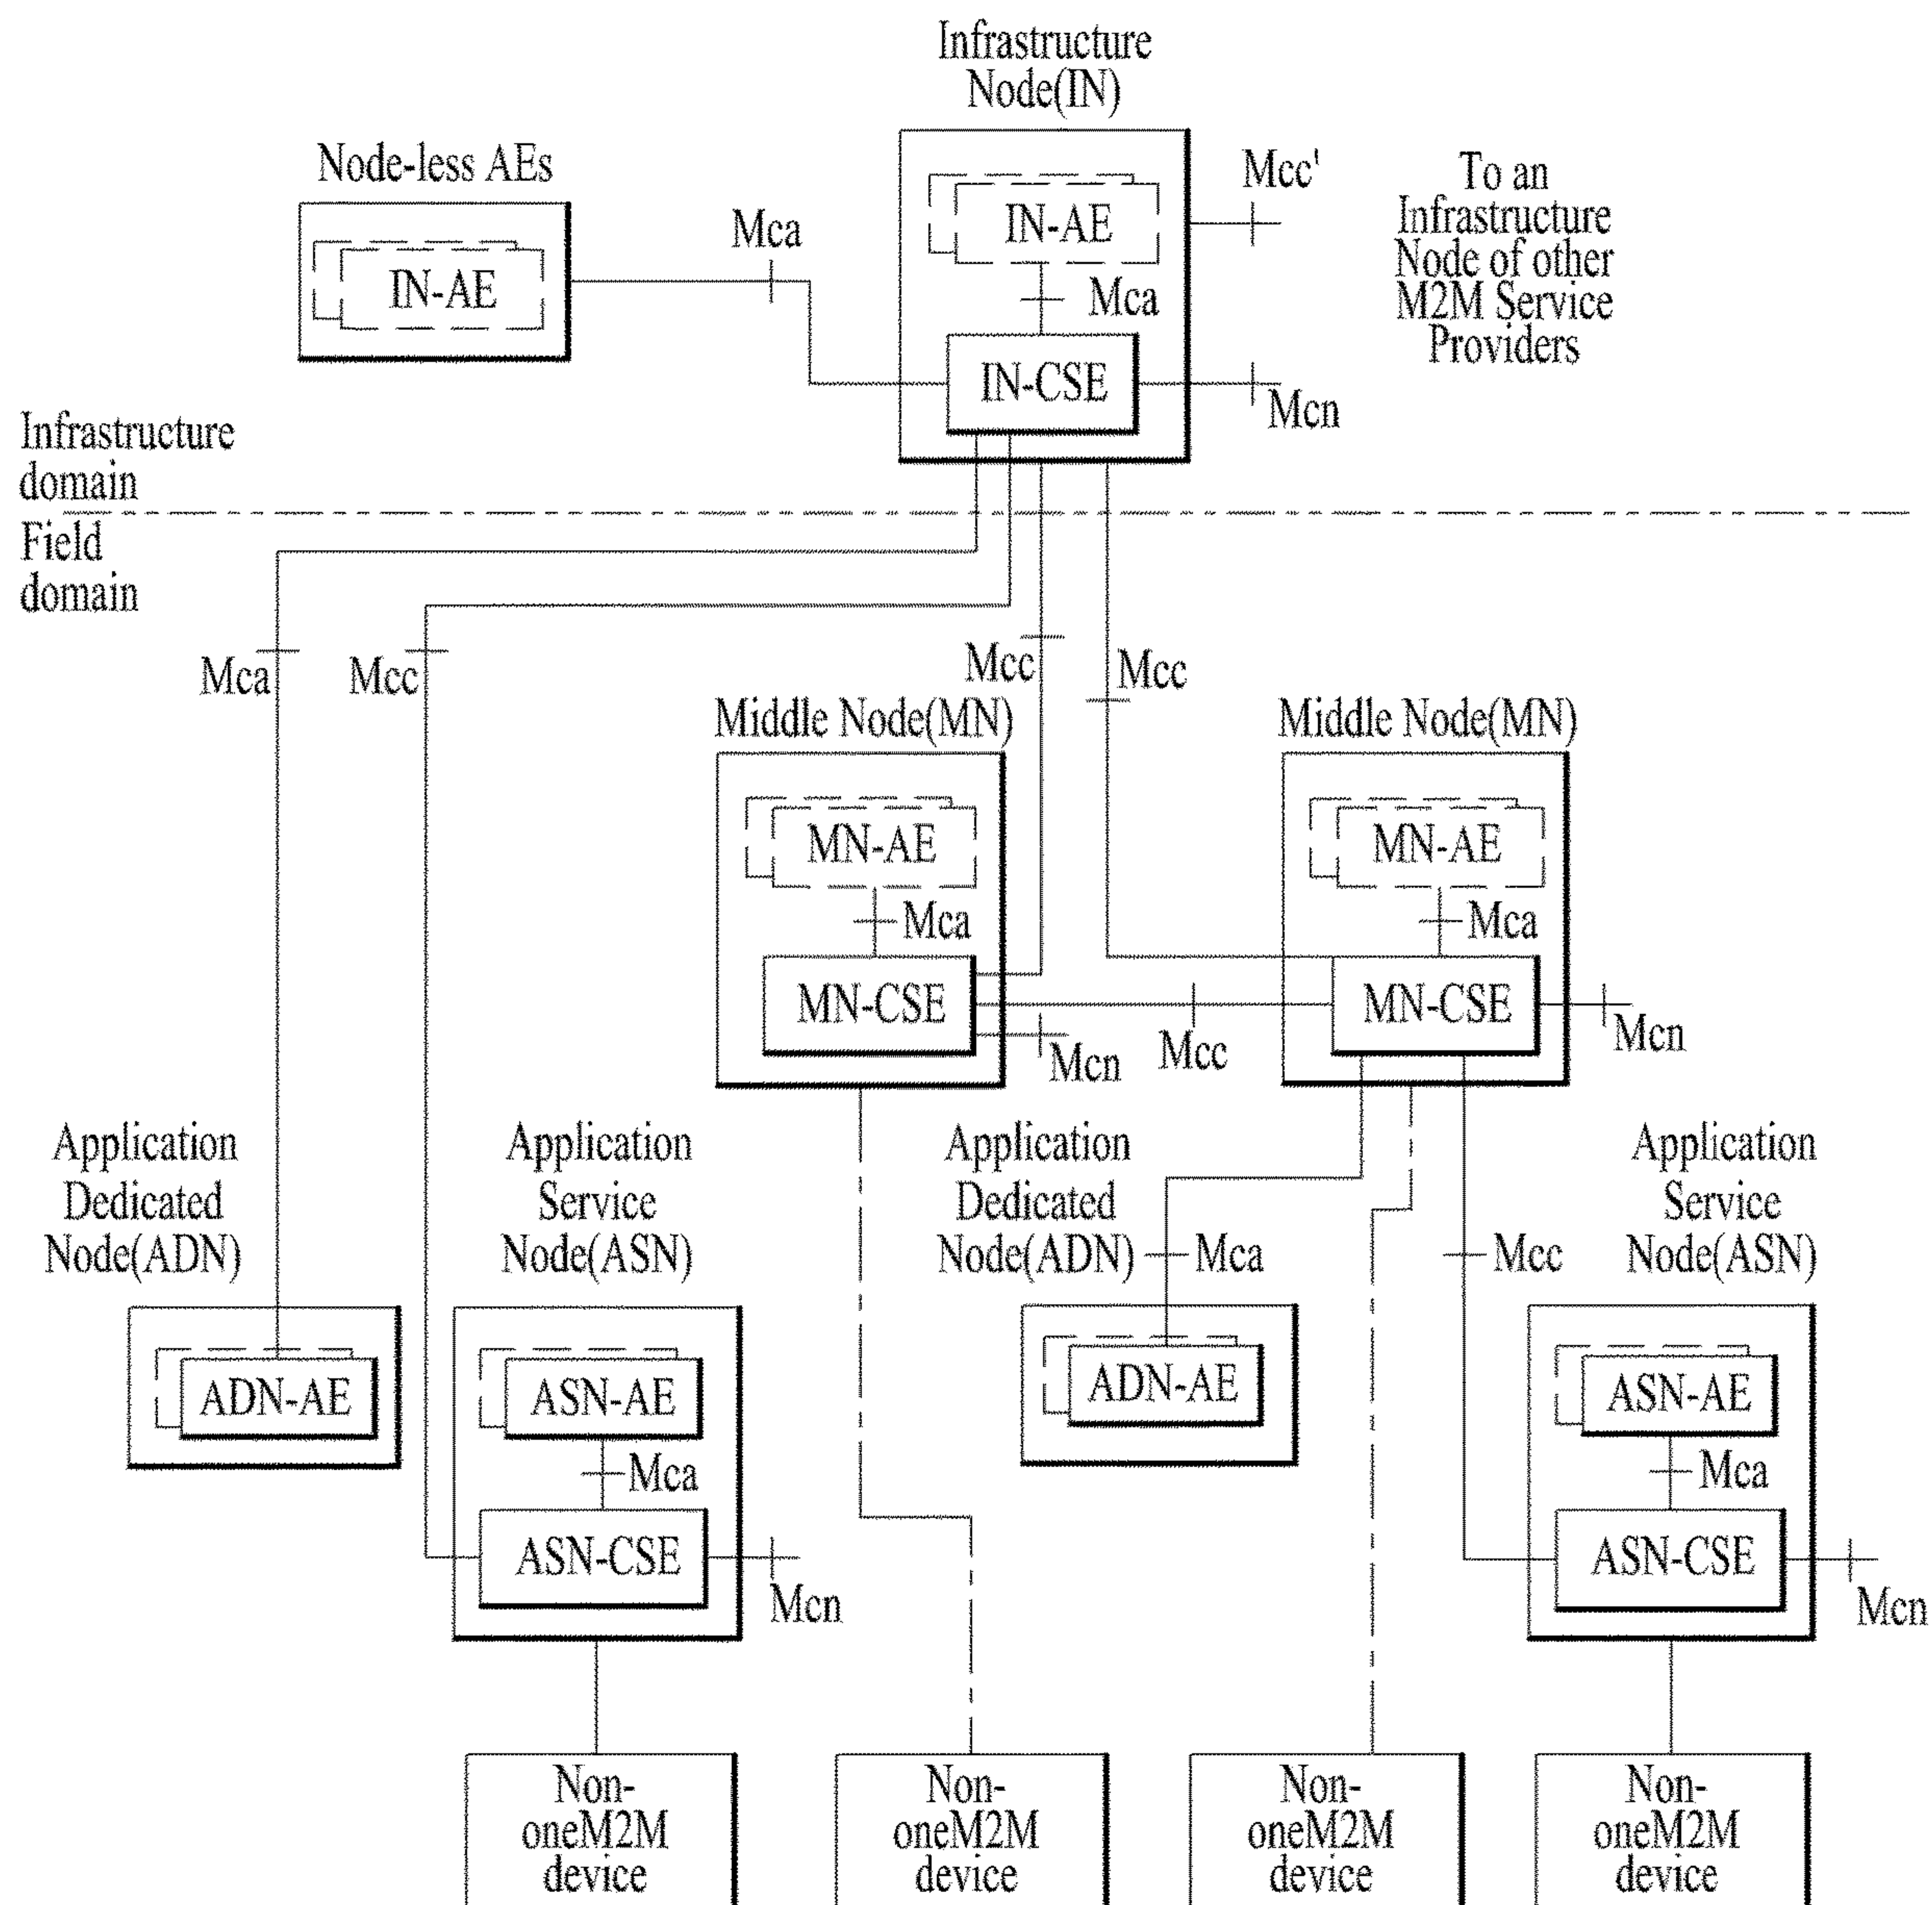 Infrastructure
Node(IN)
Node-less AEs
Mcc'
To an
Infrastructure
Node of other
M2M Service
Providers
Mca
IN-AE
IN-AE
Mca
IN-CSE
Mcn
Infrastructure
domain
Field
domain
Mca
Mcc
Mcc
Mcc
Middle Node(MN)
Middle Node(MN)
MN-AE
MN-AE
Mca
Mca
MN-CSE
MN-CSE
Mcn
Mcc
Mcn
Application
Dedicated
Node(ADN)
Application
Service
Node(ASN)
Application
Dedicated
Node(ADN)
Mca
Mcc
Application
Service
Node(ASN)
ADN-AE
ASN-AE
ADN-AE
ASN-AE
Mca
Mca
ASN-CSE
ASN-CSE
Mcn
Mcn
Non-
oneM2M
device
Non-
oneM2M
device
Non-
oneM2M
device
Non-
oneM2M
device